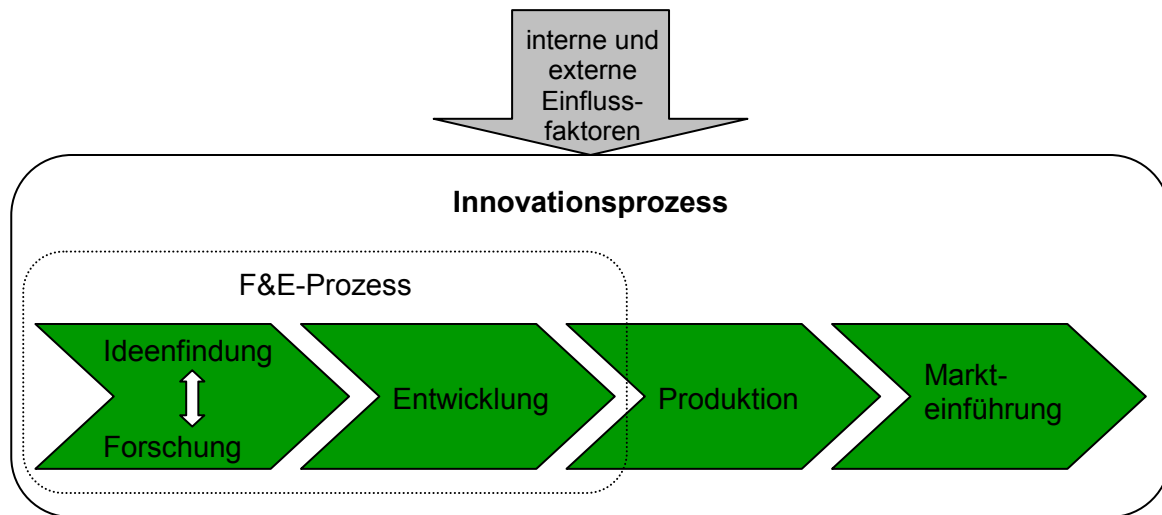 interne und
externe
Einfluss-
faktoren
Innovationsprozess
F&E-Prozess
Ideenfindung
Forschung
Entwicklung
Produktion
Markt-
einführung